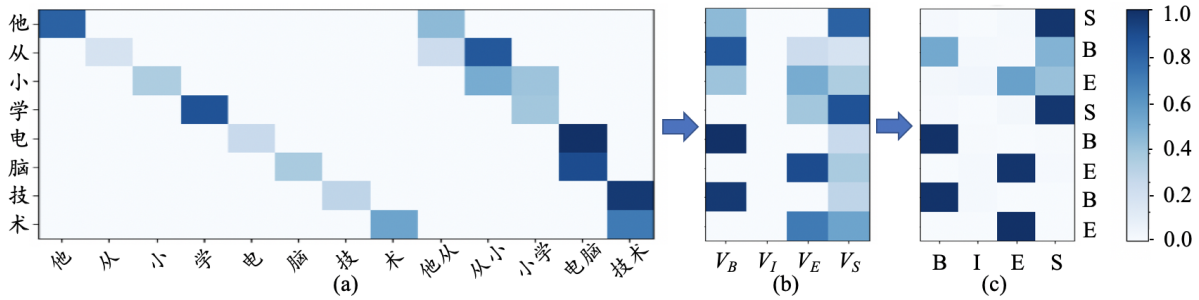 他
从
小
学
电
脑
技
术
他 从 小 学 电 脑 技 术 他从 从小 小学 电脑 技术
(a)
V_B V_I V_E V_S
(b)
B I E S
(c)
S
B
E
S
B
E
B
E
1.0
0.8
0.6
0.4
0.2
0.0